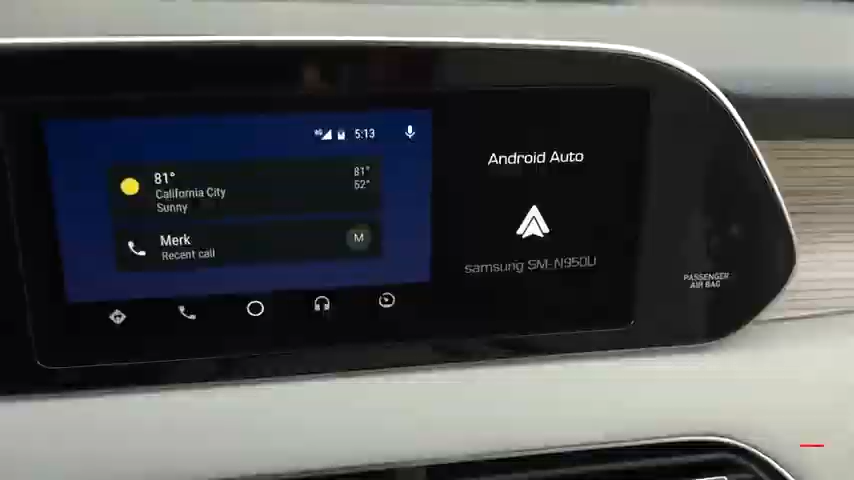 4G 5:13
81°
California City
Sunny
81°
52°
Merk
Recent call
M
Android Auto
samsung SM-N950U
PASSENGER
AIR BAG